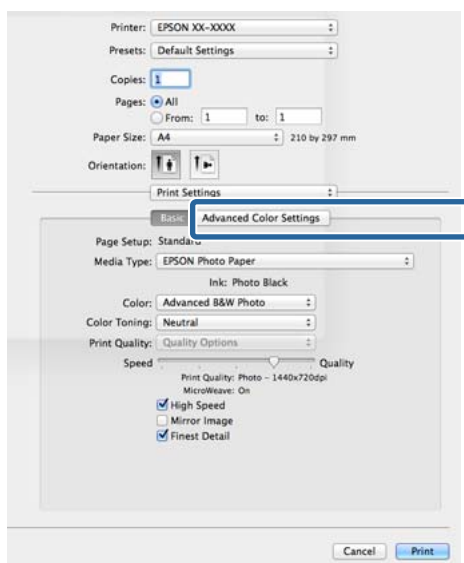 Printer: EPSON XX-XXXX
Presets: Default Settings
Copies: 1
Pages: All
From: 1 to: 1
Paper Size: A4 210 by 297 mm
Orientation:
Print Settings
Basic Advanced Color Settings
Page Setup: Standard
Media Type: EPSON Photo Paper
Ink: Photo Black
Color: Advanced B&W Photo
Color Toning: Neutral
Print Quality: Quality Options
Speed Quality
Print Quality: Photo - 1440x720dpi
MicroWeave: On
High Speed
Mirror Image
Finest Detail
Cancel Print